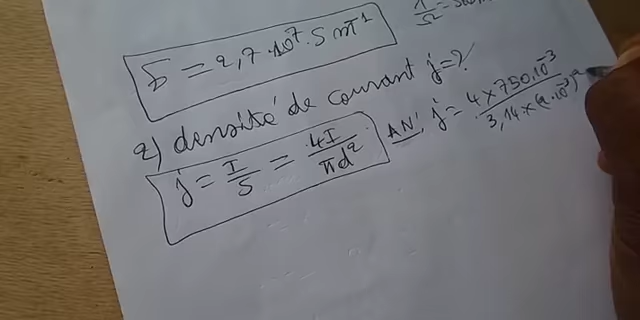 1/Ω = S
δ = 2,7 · 10⁷ · S m⁻¹
2) densité de courant j = ?
j = I/S = 4I/πd²
AN: j = 4 × 750.10⁻³ / 3,14 × (2.10⁻³)²